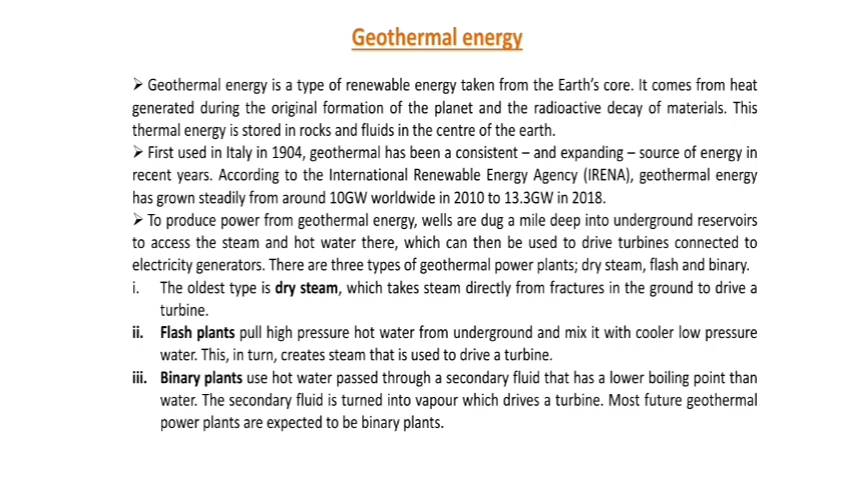 Geothermal energy
➢ Geothermal energy is a type of renewable energy taken from the Earth's core. It comes from heat
generated during the original formation of the planet and the radioactive decay of materials. This
thermal energy is stored in rocks and fluids in the centre of the earth.
➢ First used in Italy in 1904, geothermal has been a consistent – and expanding – source of energy in
recent years. According to the International Renewable Energy Agency (IRENA), geothermal energy
has grown steadily from around 10GW worldwide in 2010 to 13.3GW in 2018.
➢ To produce power from geothermal energy, wells are dug a mile deep into underground reservoirs
to access the steam and hot water there, which can then be used to drive turbines connected to
electricity generators. There are three types of geothermal power plants; dry steam, flash and binary.
i. The oldest type is dry steam, which takes steam directly from fractures in the ground to drive a
turbine.
ii. Flash plants pull high pressure hot water from underground and mix it with cooler low pressure
water. This, in turn, creates steam that is used to drive a turbine.
iii. Binary plants use hot water passed through a secondary fluid that has a lower boiling point than
water. The secondary fluid is turned into vapour which drives a turbine. Most future geothermal
power plants are expected to be binary plants.